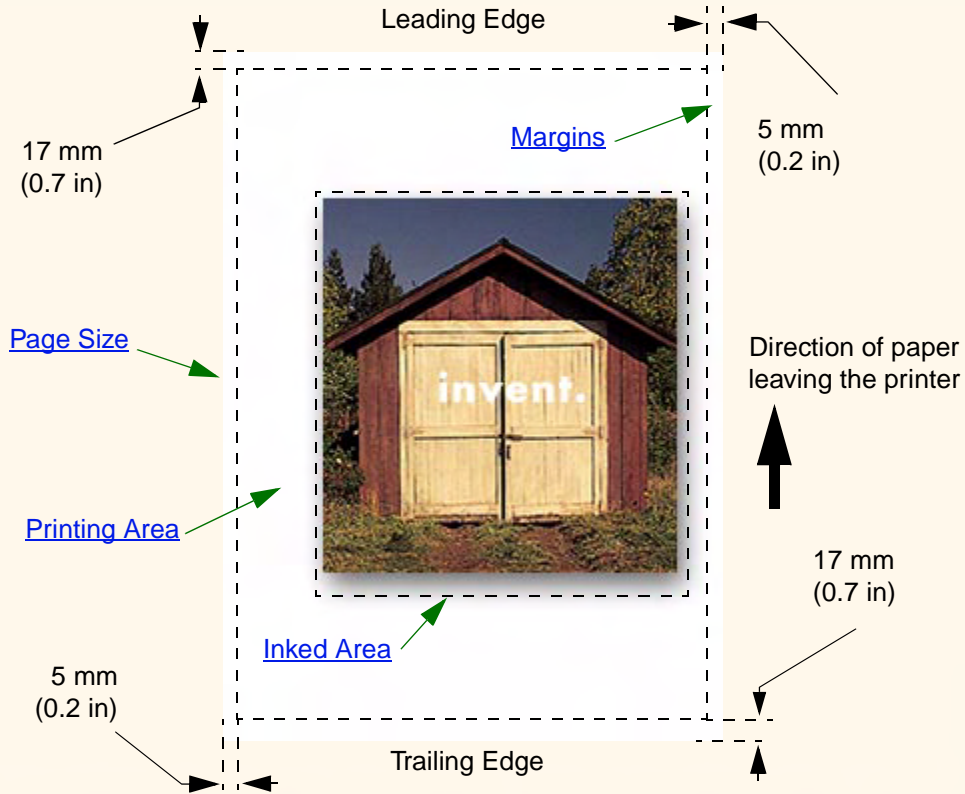 Leading Edge
17 mm
(0.7 in)
Margins
5 mm
(0.2 in)
invent.
Page Size
Direction of paper
leaving the printer
Printing Area
17 mm
(0.7 in)
Inked Area
5 mm
(0.2 in)
Trailing Edge